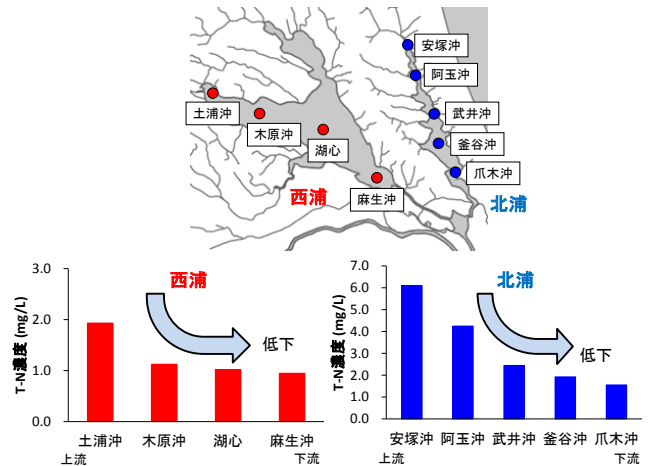 安塚沖
阿玉沖
武井沖
釜谷沖
爪木沖
土浦沖
木原沖
湖心
麻生沖
西浦
北浦
西浦
T-N濃度 (mg/L)
3.0
2.0
1.0
0.0
低下
土浦沖 木原沖 湖心 麻生沖
上流 下流
北浦
T-N濃度 (mg/L)
7.0
6.0
5.0
4.0
3.0
2.0
1.0
0.0
低下
安塚沖 阿玉沖 武井沖 釜谷沖 爪木沖
上流 下流